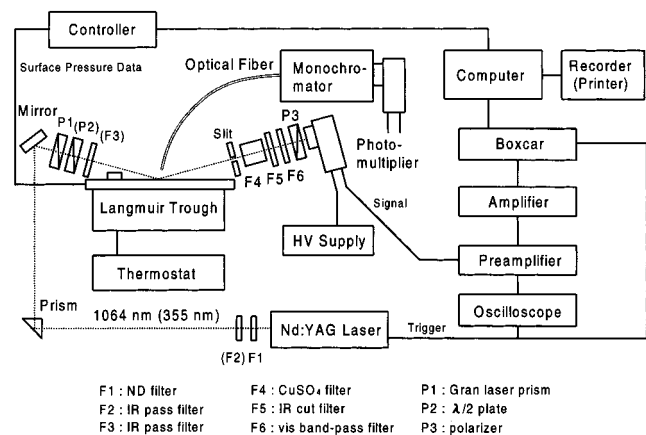 Controller
Surface Pressure Data
Optical Fiber
Monochro-
mator
Computer
Recorder
(Printer)
Mirror
P1
(P2)
(F3)
Slit
P3
F4
F5
F6
Photo-
multiplier
Boxcar
Langmuir Trough
Signal
Amplifier
HV Supply
Preamplifier
Thermostat
Oscilloscope
Prism
1064 nm (355 nm)
Nd:YAG Laser
Trigger
(F2) F1
F1 : ND filter
F2 : IR pass filter
F3 : IR pass filter
F4 : CuSO₄ filter
F5 : IR cut filter
F6 : vis band-pass filter
P1 : Gran laser prism
P2 : λ/2 plate
P3 : polarizer